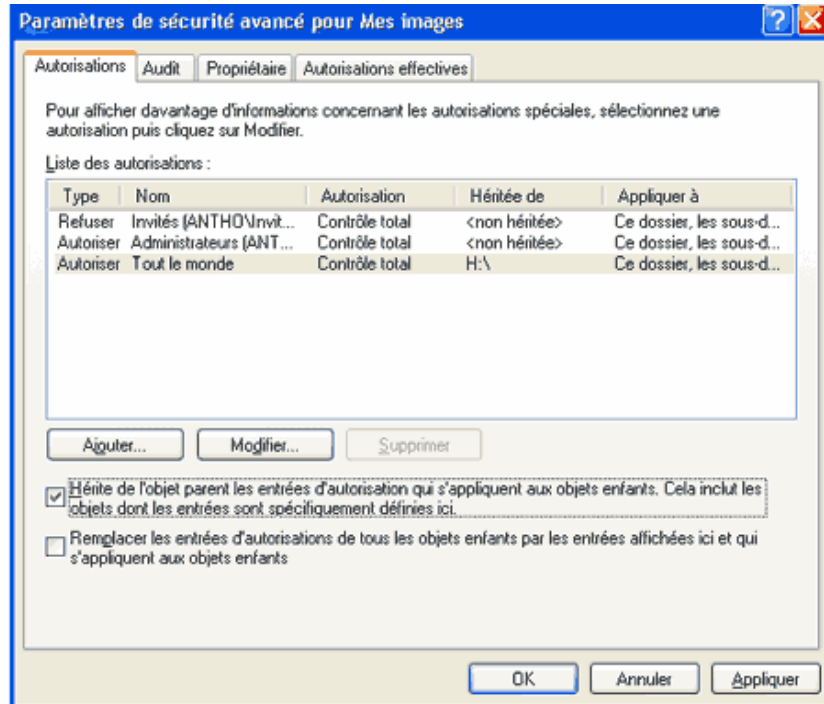 Paramètres de sécurité avancé pour Mes images
Autorisations Audit Propriétaire Autorisations effectives
Pour afficher davantage d'informations concernant les autorisations spéciales, sélectionnez une
autorisation puis cliquez sur Modifier.
Liste des autorisations :
Type Nom Autorisation Héritée de Appliquer à
Refuser Invités (ANTHO\Invit... Contrôle total <non héritée> Ce dossier, les sous-d...
Autoriser Administrateurs (ANT... Contrôle total <non héritée> Ce dossier, les sous-d...
Autoriser Tout le monde Contrôle total H:\ Ce dossier, les sous-d...
Ajouter... Modifier... Supprimer
Hérite de l'objet parent les entrées d'autorisation qui s'appliquent aux objets enfants. Cela inclut les
objets dont les entrées sont spécifiquement définies ici.
Remplacer les entrées d'autorisations de tous les objets enfants par les entrées affichées ici et qui
s'appliquent aux objets enfants
OK Annuler Appliquer